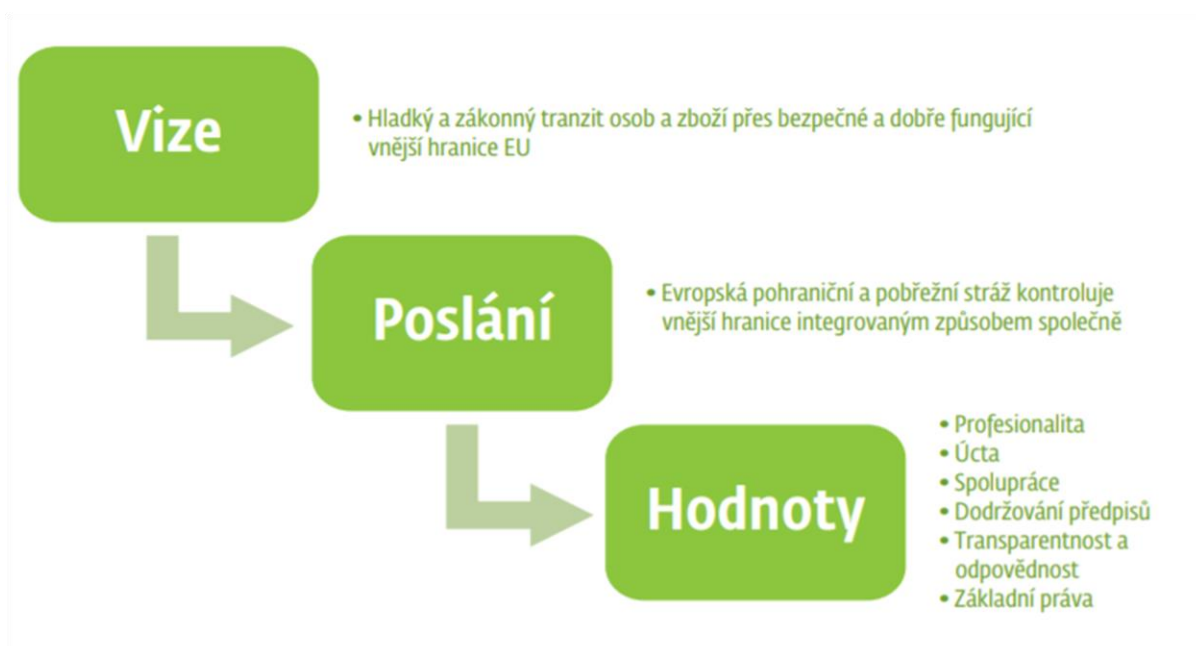 Vize
• Hladký a zákonný tranzit osob a zboží přes bezpečné a dobře fungující
vnější hranice EU
Poslání
• Evropská pohraniční a pobřežní stráž kontroluje
vnější hranice integrovaným způsobem společně
Hodnoty
• Profesionalita
• Úcta
• Spolupráce
• Dodržování předpisů
• Transparentnost a
odpovědnost
• Základní práva